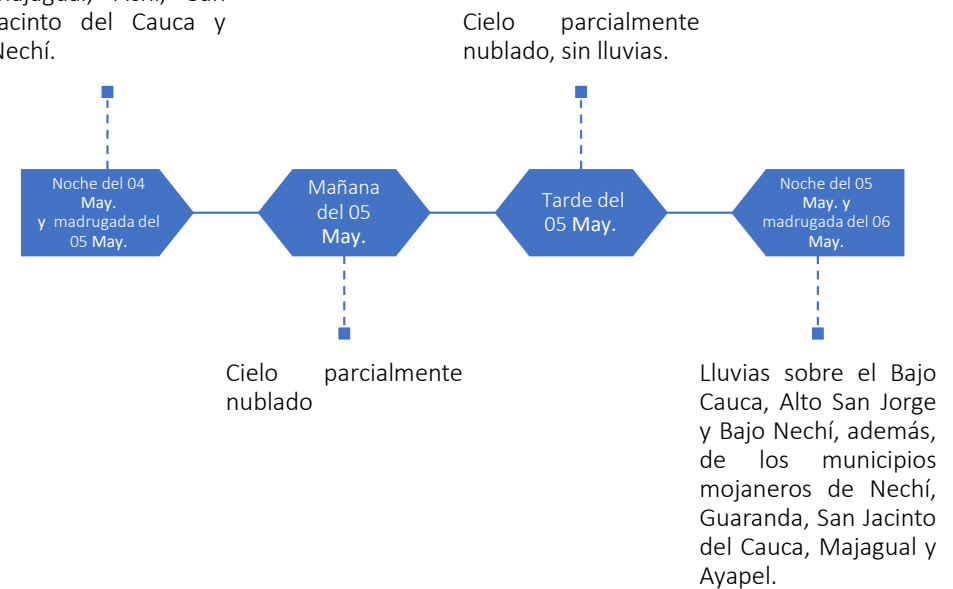 Jacinto del Cauca y
Nechí.
Cielo parcialmente
nublado, sin lluvias.
Noche del 04
May.
y madrugada del
05 May.
Mañana
del 05
May.
Tarde del
05 May.
Noche del 05
May. y
madrugada del 06
May.
Cielo parcialmente
nublado
Lluvias sobre el Bajo
Cauca, Alto San Jorge
y Bajo Nechí, además,
de los municipios
mojaneros de Nechí,
Guaranda, San Jacinto
del Cauca, Majagual y
Ayapel.